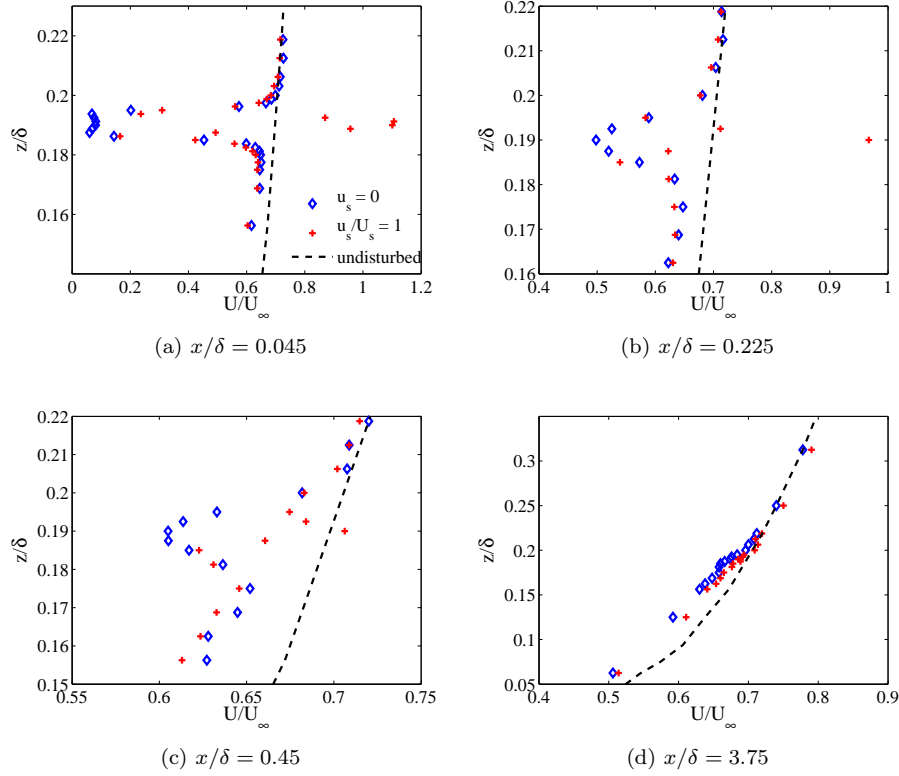 0.22
0.2
0.18
0.16
z/δ
0 0.2 0.4 0.6 0.8 1 1.2
U/U∞
u_s = 0
u_s/U_s = 1
undisturbed
(a) x/δ = 0.045
0.22
0.21
0.2
0.19
0.18
0.17
0.16
z/δ
0.4 0.5 0.6 0.7 0.8 0.9 1
U/U∞
(b) x/δ = 0.225
0.22
0.21
0.2
0.19
0.18
0.17
0.16
0.15
z/δ
0.55 0.6 0.65 0.7 0.75
U/U∞
(c) x/δ = 0.45
0.3
0.25
0.2
0.15
0.1
0.05
z/δ
0.4 0.5 0.6 0.7 0.8 0.9
U/U∞
(d) x/δ = 3.75